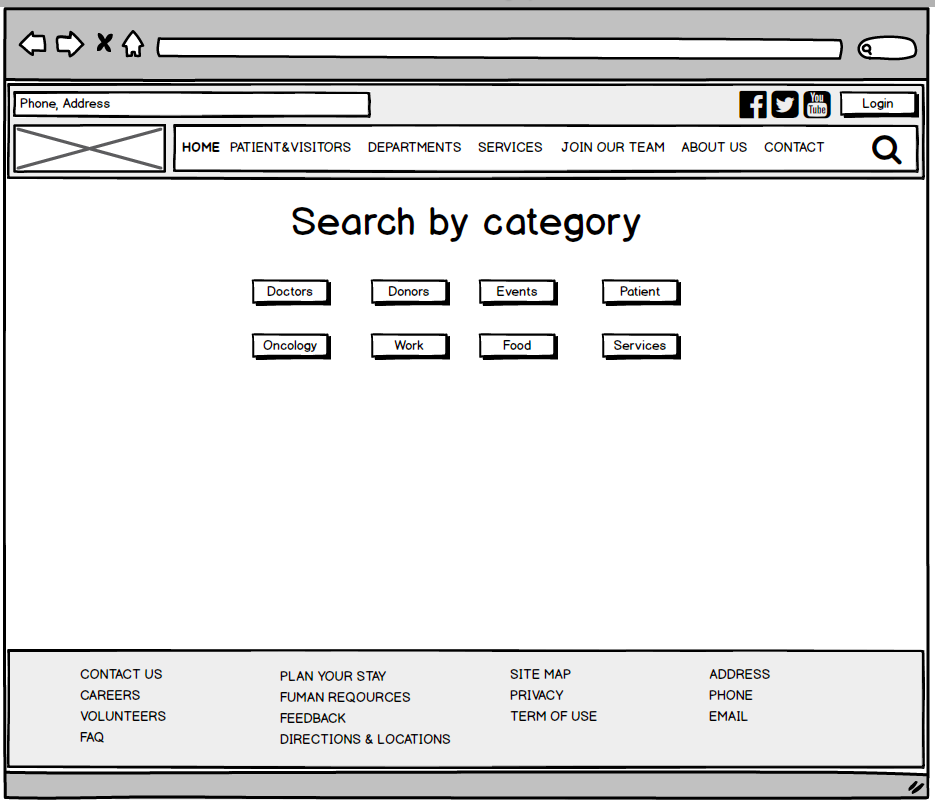 Phone, Address
You
Tube
Login
HOME PATIENT&VISITORS DEPARTMENTS SERVICES JOIN OUR TEAM ABOUT US CONTACT
Search by category
Doctors Donors Events Patient
Oncology Work Food Services
CONTACT US
CAREERS
VOLUNTEERS
FAQ
PLAN YOUR STAY
FUMAN REQOURCES
FEEDBACK
DIRECTIONS & LOCATIONS
SITE MAP
PRIVACY
TERM OF USE
ADDRESS
PHONE
EMAIL